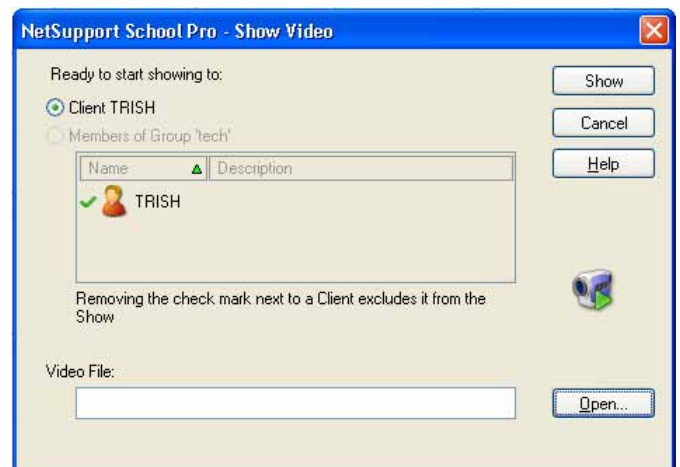 NetSupport School Pro - Show Video
Ready to start showing to:
Show
Client TRISH
Cancel
Members of Group 'tech'
Help
Name Description
TRISH
Removing the check mark next to a Client excludes it from the
Show
Video File:
Open...